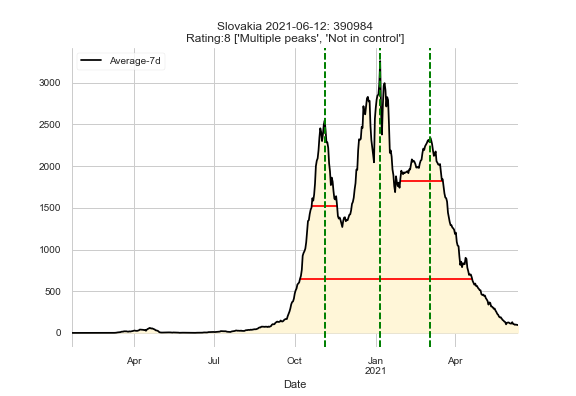 Slovakia 2021-06-12: 390984
Rating:8 ['Multiple peaks', 'Not in control']
Average-7d
3000
2500
2000
1500
1000
500
0
Apr Jul Oct Jan Apr
2021
Date